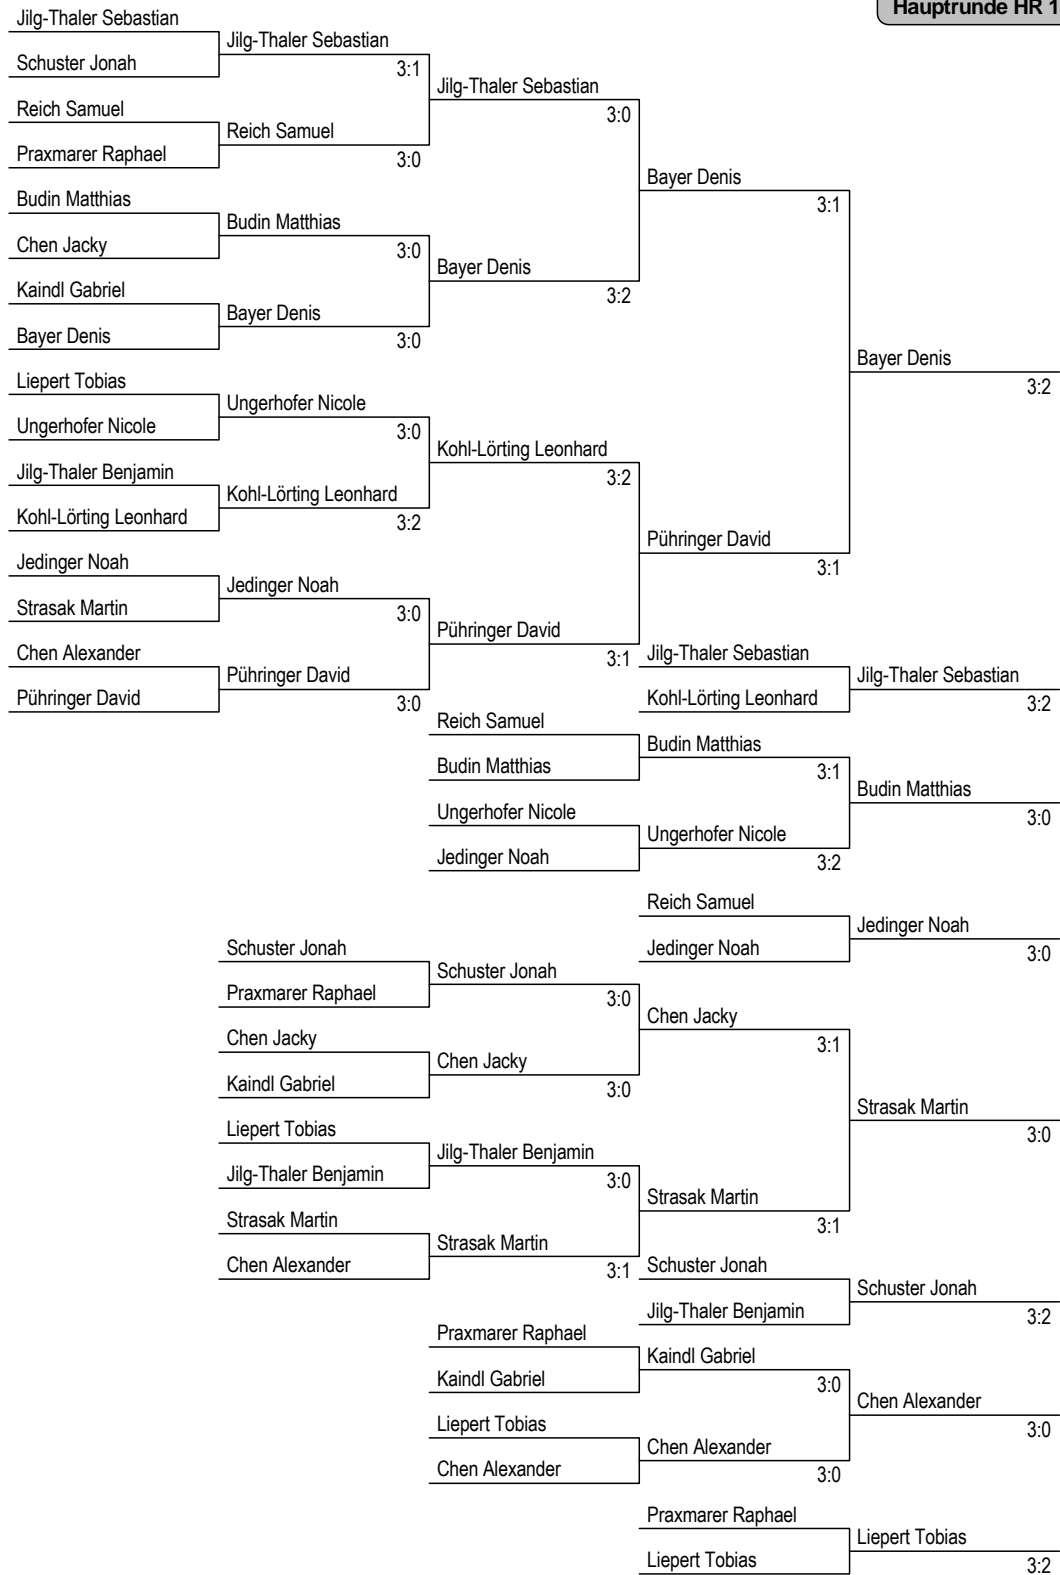 Hauptrunde HR 1
Jilg-Thaler Sebastian
Jilg-Thaler Sebastian
Schuster Jonah
3:1
Jilg-Thaler Sebastian
3:0
Reich Samuel
Reich Samuel
Praxmarer Raphael
3:0
Bayer Denis
3:1
Budin Matthias
Budin Matthias
Chen Jacky
3:0
Bayer Denis
3:2
Kaindl Gabriel
Bayer Denis
Bayer Denis
3:0
Bayer Denis
3:2
Liepert Tobias
Ungerhofer Nicole
Ungerhofer Nicole
3:0
Kohl-Lörting Leonhard
3:2
Jilg-Thaler Benjamin
Kohl-Lörting Leonhard
Kohl-Lörting Leonhard
3:2
Pühringer David
3:1
Jedinger Noah
Jedinger Noah
Strasak Martin
3:0
Pühringer David
3:1
Chen Alexander
Pühringer David
Pühringer David
3:0
Jilg-Thaler Sebastian
Jilg-Thaler Sebastian
Kohl-Lörting Leonhard
3:2
Reich Samuel
Budin Matthias
Budin Matthias
3:1
Budin Matthias
3:0
Ungerhofer Nicole
Ungerhofer Nicole
Jedinger Noah
3:2
Reich Samuel
Jedinger Noah
Jedinger Noah
3:0
Schuster Jonah
Schuster Jonah
Praxmarer Raphael
3:0
Chen Jacky
3:1
Chen Jacky
Chen Jacky
Kaindl Gabriel
3:0
Strasak Martin
3:0
Liepert Tobias
Jilg-Thaler Benjamin
Jilg-Thaler Benjamin
3:0
Strasak Martin
3:1
Strasak Martin
Strasak Martin
Chen Alexander
3:1
Schuster Jonah
Schuster Jonah
Jilg-Thaler Benjamin
3:2
Praxmarer Raphael
Kaindl Gabriel
Kaindl Gabriel
3:0
Chen Alexander
3:0
Liepert Tobias
Chen Alexander
Chen Alexander
3:0
Praxmarer Raphael
Liepert Tobias
Liepert Tobias
3:2